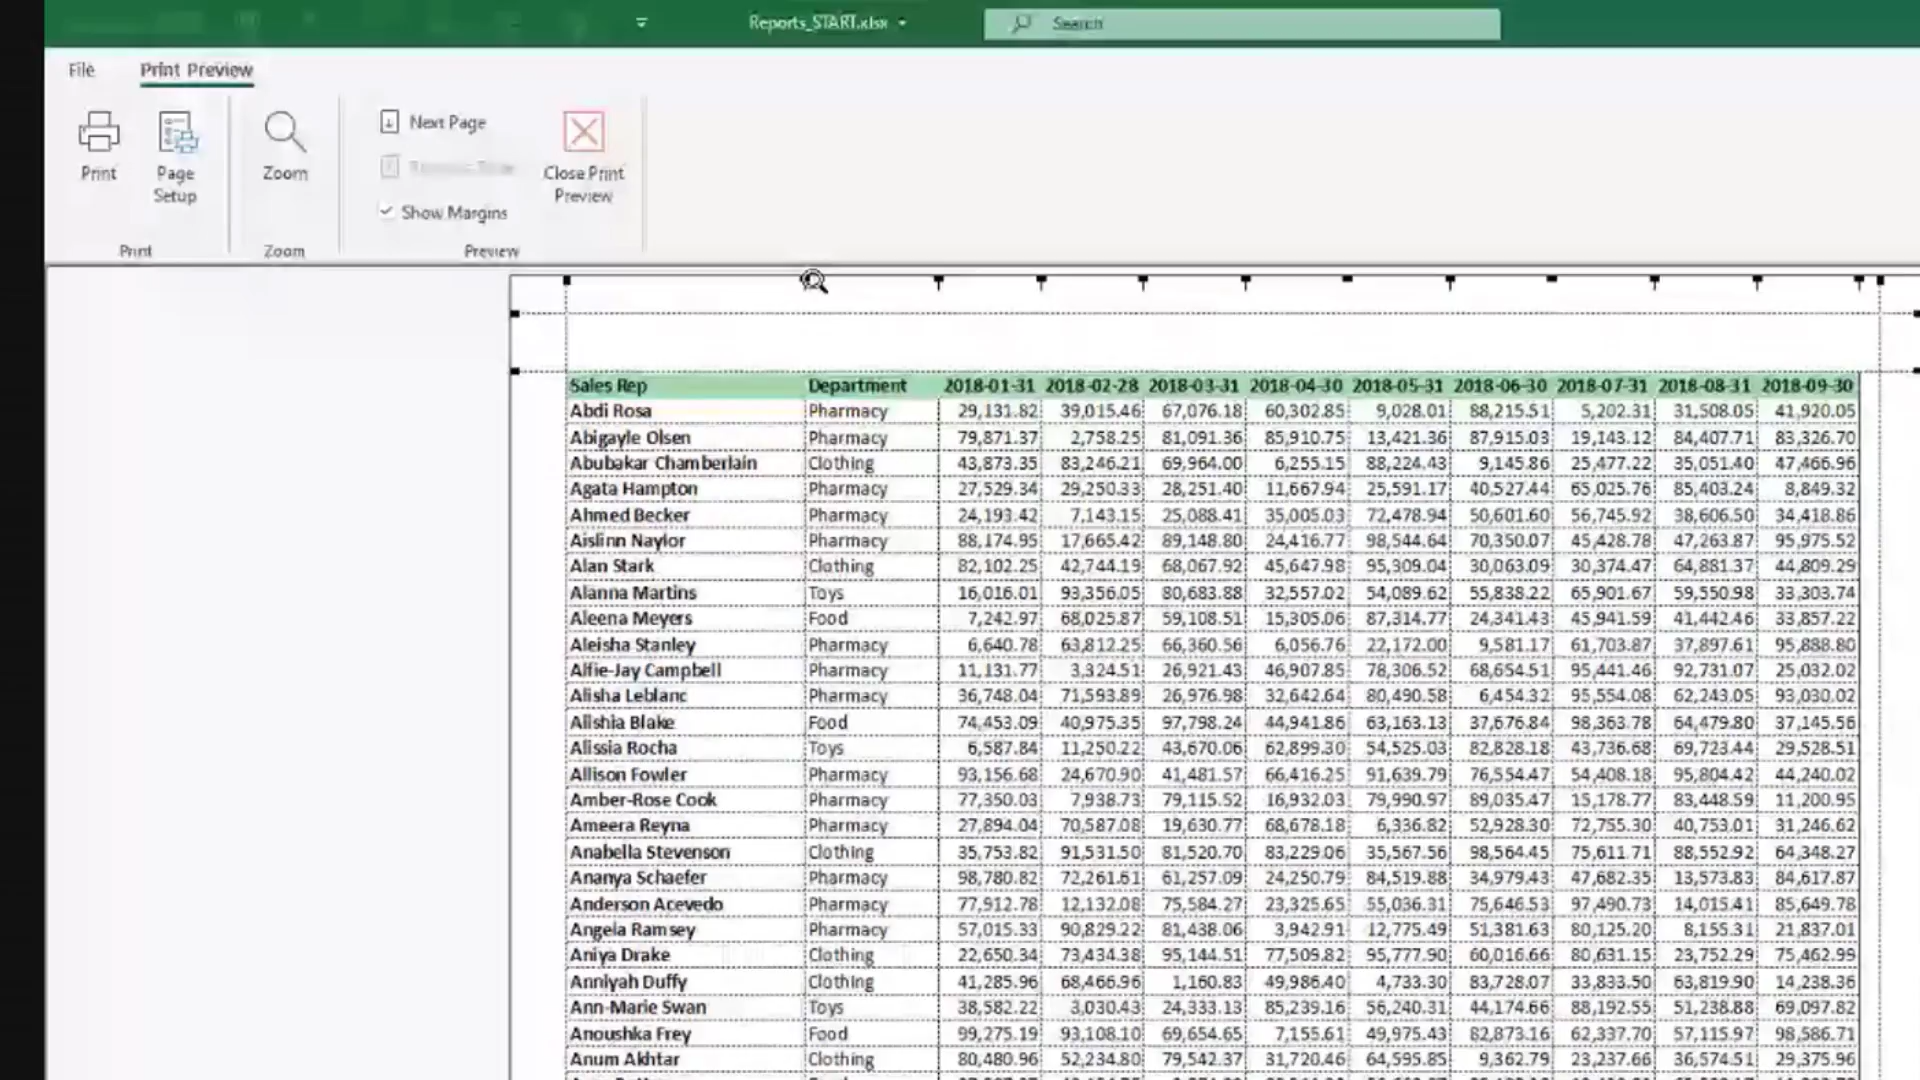 Reports_START.xlsx
Search
File Print Preview
Print
Page Setup
Zoom
Next Page
Show Margins
Close Print Preview
Print
Zoom
Preview
Sales Rep Department 2018-01-31 2018-02-28 2018-03-31 2018-04-30 2018-05-31 2018-06-30 2018-07-31 2018-08-31 2018-09-30
Abdi Rosa Pharmacy 29,131.82 39,015.46 67,076.18 60,302.85 9,028.01 88,215.51 5,202.31 31,508.05 41,920.05
Abigayle Olsen Pharmacy 79,871.37 2,758.25 81,091.36 85,910.75 13,421.36 87,915.03 19,143.12 84,407.71 83,326.70
Abubakar Chamberlain Clothing 43,873.35 83,246.21 69,964.00 6,255.15 88,224.43 9,145.86 25,477.22 35,051.40 47,466.96
Agata Hampton Pharmacy 27,529.34 29,250.33 28,251.40 11,667.94 25,591.17 40,527.44 65,025.76 85,403.24 8,849.32
Ahmed Becker Pharmacy 24,193.42 7,143.15 25,088.41 35,005.03 72,478.94 50,601.60 56,745.92 38,606.50 34,418.86
Aislinn Naylor Pharmacy 88,174.95 17,665.42 89,148.80 24,416.77 98,544.64 70,350.07 45,428.78 47,263.87 95,975.52
Alan Stark Clothing 82,102.25 42,744.19 68,067.92 45,647.98 95,309.04 30,063.09 30,374.47 64,881.37 44,809.29
Alanna Martins Toys 16,016.01 93,356.05 80,683.88 32,557.02 54,089.62 55,838.22 65,901.67 59,550.98 33,303.74
Aleena Meyers Food 7,242.97 68,025.87 59,108.51 15,305.06 87,314.77 24,341.43 45,941.59 41,442.46 33,857.22
Aleisha Stanley Pharmacy 6,640.78 63,812.25 66,360.56 6,056.76 22,172.00 9,581.17 61,703.87 37,897.61 95,888.80
Alfie-Jay Campbell Pharmacy 11,131.77 3,324.51 26,921.43 46,907.85 78,306.52 68,654.51 95,441.46 92,731.07 25,032.02
Alisha Leblanc Pharmacy 36,748.04 71,593.89 26,976.98 32,642.64 80,490.58 6,454.32 95,554.08 62,243.05 93,030.02
Alishia Blake Food 74,453.09 40,975.35 97,798.24 44,941.86 63,163.13 37,676.84 98,363.78 64,479.80 37,145.56
Alissia Rocha Toys 6,587.84 11,250.22 43,670.06 62,899.30 54,525.03 82,828.18 43,736.68 69,723.44 29,528.51
Allison Fowler Pharmacy 93,156.68 24,670.90 41,481.57 66,416.25 91,639.79 76,554.47 54,408.18 95,804.42 44,240.02
Amber-Rose Cook Pharmacy 77,350.03 7,938.73 79,115.52 16,932.03 79,990.97 89,035.47 15,178.77 83,448.59 11,200.95
Ameera Reyna Pharmacy 27,894.04 70,587.08 19,630.77 68,678.18 6,336.82 52,928.30 72,755.30 40,753.01 31,246.62
Anabella Stevenson Clothing 35,753.82 91,531.50 81,520.70 83,229.06 35,567.56 98,564.45 75,611.71 88,552.92 64,348.27
Ananya Schaefer Pharmacy 98,780.82 72,261.61 61,257.09 24,250.79 84,519.88 34,979.43 47,682.35 13,573.83 84,617.87
Anderson Acevedo Pharmacy 77,912.78 12,132.08 75,584.27 23,325.65 55,036.31 75,646.53 97,490.73 14,015.41 85,649.78
Angela Ramsey Pharmacy 57,015.33 90,829.22 81,438.06 3,942.91 12,775.49 51,381.63 80,125.20 8,155.31 21,837.01
Aniya Drake Clothing 22,650.34 73,434.38 95,144.51 77,509.82 95,777.90 60,016.66 80,631.15 23,752.29 75,462.99
Anniyah Duffy Clothing 41,285.96 68,466.96 1,160.83 49,986.40 4,733.30 83,728.07 33,833.50 63,819.90 14,238.36
Ann-Marie Swan Toys 38,582.22 3,030.43 24,333.13 85,239.16 56,240.31 44,174.66 88,192.55 51,238.88 69,097.82
Anoushka Frey Food 99,275.19 93,108.10 69,654.65 7,155.61 49,975.43 82,873.16 62,337.70 57,115.97 98,586.71
Anum Akhtar Clothing 80,480.96 52,234.80 79,542.37 31,720.46 64,595.85 9,362.79 23,237.66 36,574.51 29,375.96